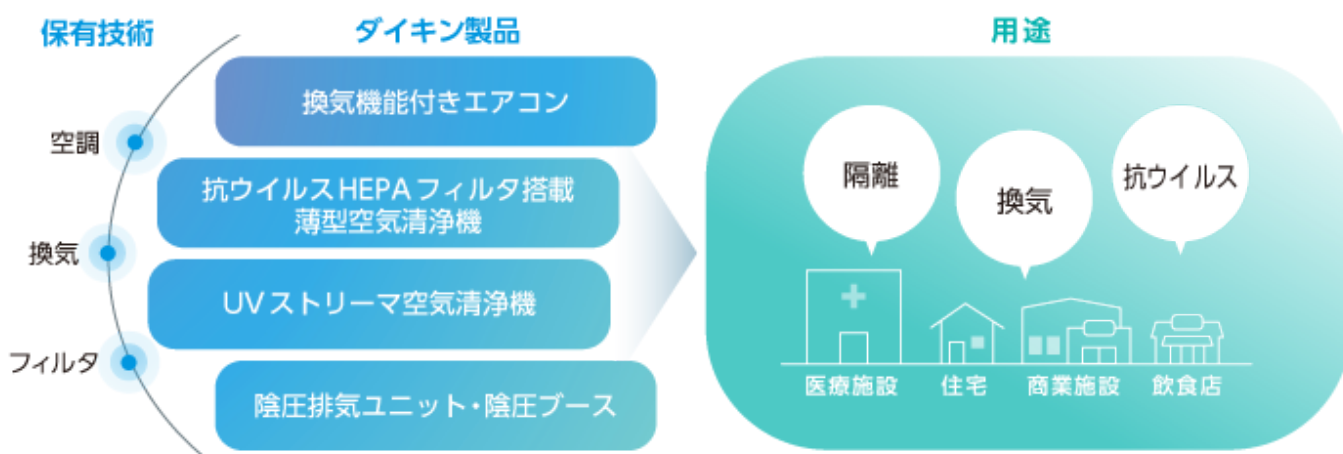 保有技術
空調
換気
フィルタ
ダイキン製品
換気機能付きエアコン
抗ウイルスHEPAフィルタ搭載
薄型空気清浄機
UVストリーマ空気清浄機
陰圧排気ユニット・陰圧ブース
用途
隔離
換気
抗ウイルス
医療施設
住宅
商業施設
飲食店